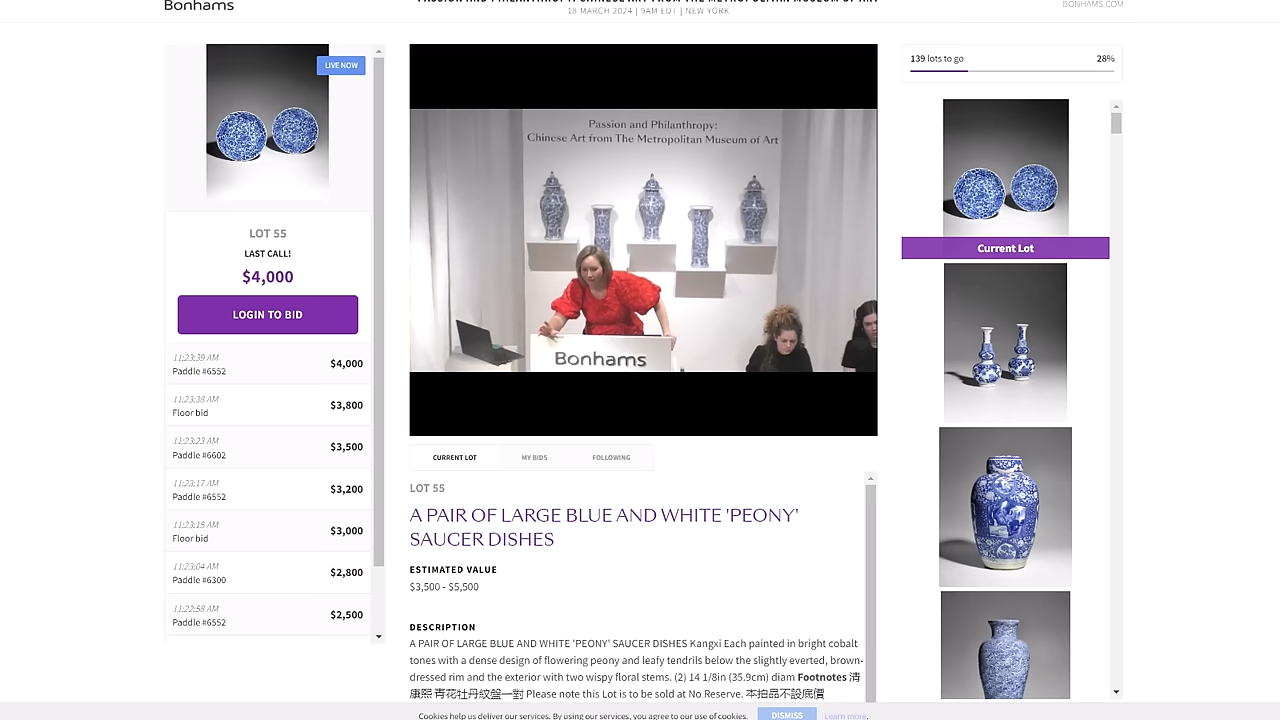 Bonhams
PASSION AND PHILANTHROPY: CHINESE ART FROM THE METROPOLITAN MUSEUM OF ART
18 MARCH 2024 | 9AM EDT | NEW YORK
BONHAMS.COM
LIVE NOW
LOT 55
LAST CALL!
$4,000
LOGIN TO BID
11:23:39 AM
Paddle #6552
$4,000
11:23:38 AM
Floor bid
$3,800
11:23:23 AM
Paddle #6602
$3,500
11:23:17 AM
Paddle #6552
$3,200
11:23:15 AM
Floor bid
$3,000
11:23:04 AM
Paddle #6300
$2,800
11:22:58 AM
Paddle #6552
$2,500
Passion and Philanthropy:
Chinese Art from The Metropolitan Museum of Art
Bonhams
CURRENT LOT
MY BIDS
FOLLOWING
LOT 55
A PAIR OF LARGE BLUE AND WHITE 'PEONY'
SAUCER DISHES
ESTIMATED VALUE
$3,500 - $5,500
DESCRIPTION
A PAIR OF LARGE BLUE AND WHITE 'PEONY' SAUCER DISHES Kangxi Each painted in bright cobalt
tones with a dense design of flowering peony and leafy tendrils below the slightly everted, brown-
dressed rim and the exterior with two wispy floral stems. (2) 14 1/8in (35.9cm) diam Footnotes 清
康熙 青花牡丹紋盤一對 Please note this Lot is to be sold at No Reserve. 本拍品不設底價
139 lots to go
28%
Current Lot
Cookies help us deliver our services. By using our services, you agree to our use of cookies.
DISMISS
Learn more.